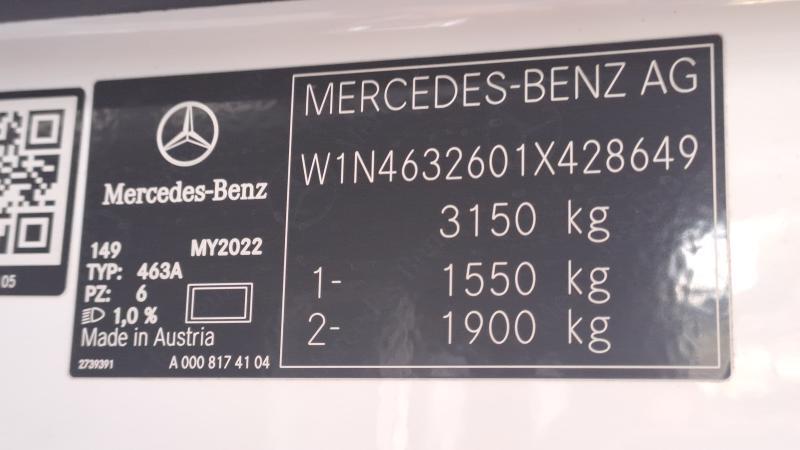 05
Mercedes-Benz
149 MY2022
TYP: 463A
PZ: 6
1,0 %
Made in Austria
2739391 A 000 817 41 04
MERCEDES-BENZ AG
W1N4632601X428649
3150 kg
1- 1550 kg
2- 1900 kg